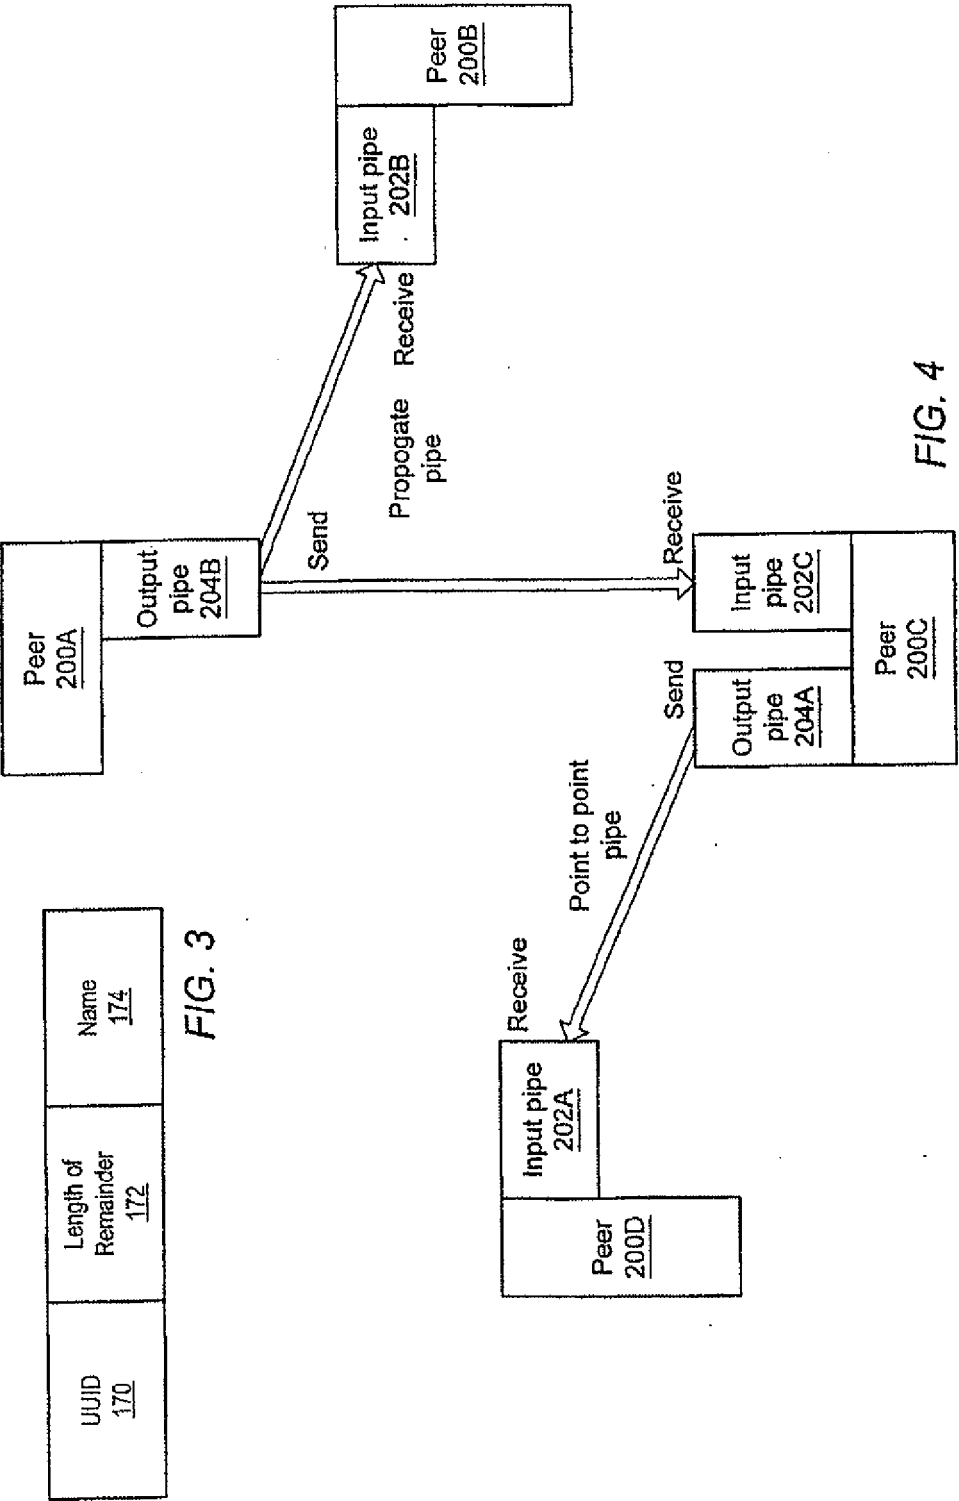 UUID
170
Length of
Remainder
172
Name
174
FIG. 3
Peer
200A
Output
pipe
204B
Send
Propogate
pipe
Receive
Input pipe
202B
Peer
200B
Peer
200D
Input pipe
202A
Receive
Point to point
pipe
Send
Output
pipe
204A
Receive
Input
pipe
202C
Peer
200C
FIG. 4